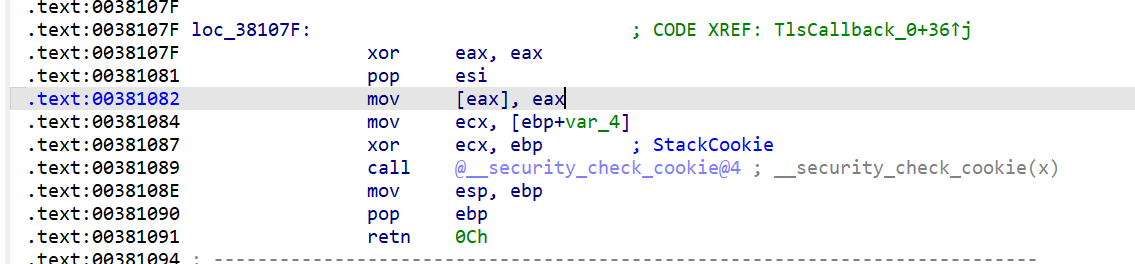 .text:0038107F
.text:0038107F loc_38107F: ; CODE XREF: TlsCallback_0+36↑j
.text:0038107F xor eax, eax
.text:00381081 pop esi
.text:00381082 mov [eax], eax
.text:00381084 mov ecx, [ebp+var_4]
.text:00381087 xor ecx, ebp ; StackCookie
.text:00381089 call @__security_check_cookie@4 ; __security_check_cookie(x)
.text:0038108E mov esp, ebp
.text:00381090 pop ebp
.text:00381091 retn 0Ch
.text:00381094 ; ---------------------------------------------------------------------------